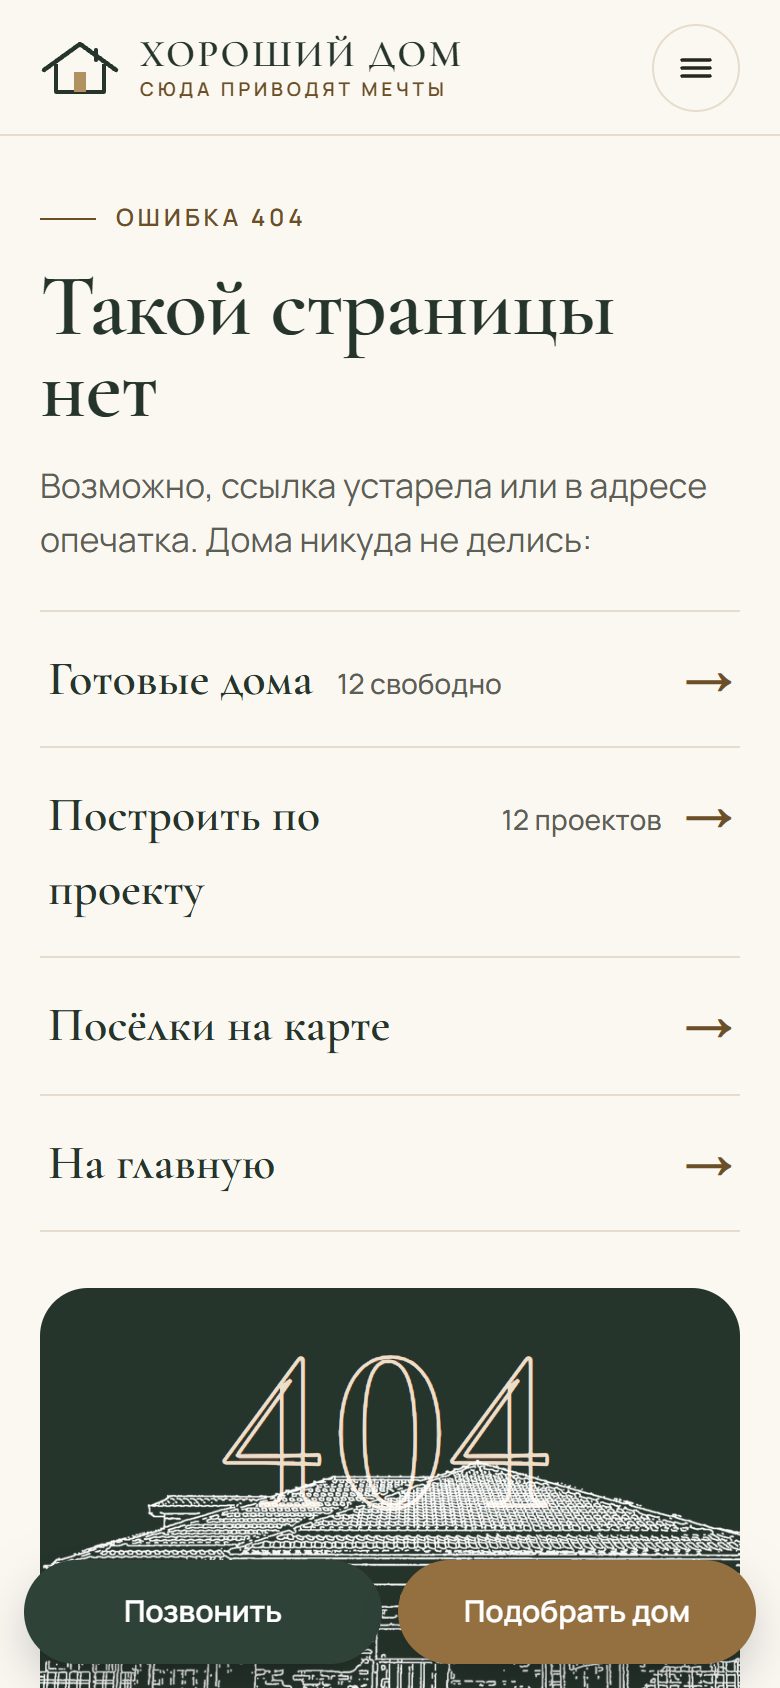 ХОРОШИЙ ДОМ
СЮДА ПРИВОДЯТ МЕЧТЫ
ОШИБКА 404
Такой страницы
нет
Возможно, ссылка устарела или в адресе
опечатка. Дома никуда не делись:
Готовые дома 12 свободно →
Построить по 12 проектов →
проекту
Посёлки на карте →
На главную →
404
Позвонить Подобрать дом